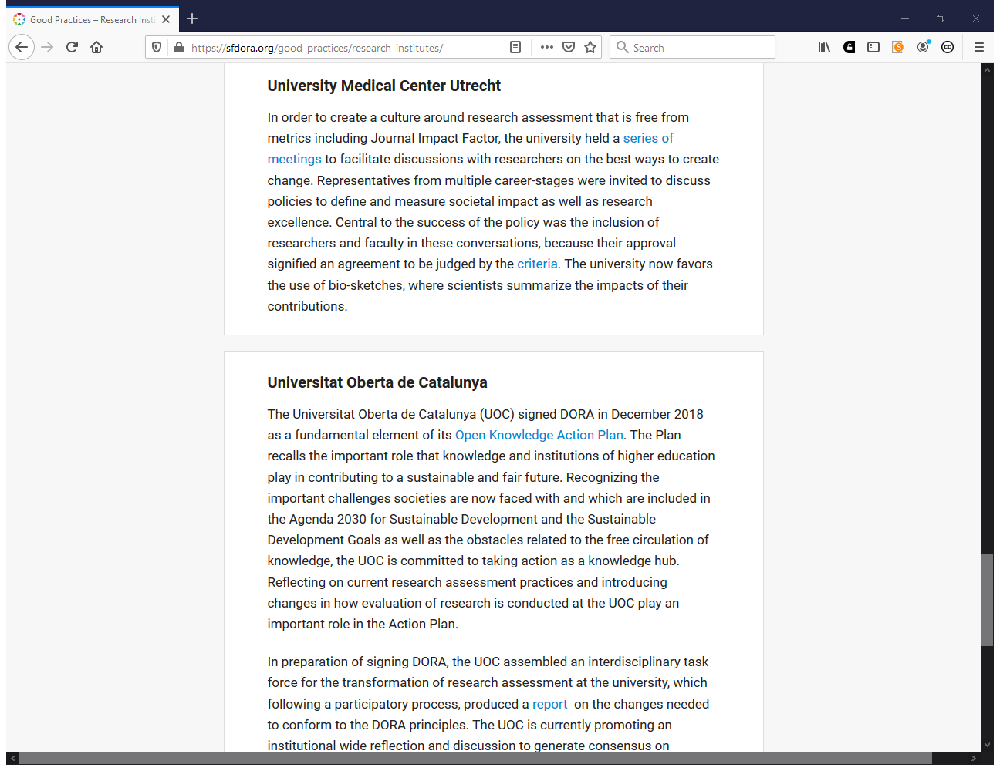 Good Practices – Research Insti
https://sfdora.org/good-practices/research-institutes/
Search
University Medical Center Utrecht
In order to create a culture around research assessment that is free from
metrics including Journal Impact Factor, the university held a series of
meetings to facilitate discussions with researchers on the best ways to create
change. Representatives from multiple career-stages were invited to discuss
policies to define and measure societal impact as well as research
excellence. Central to the success of the policy was the inclusion of
researchers and faculty in these conversations, because their approval
signified an agreement to be judged by the criteria. The university now favors
the use of bio-sketches, where scientists summarize the impacts of their
contributions.
Universitat Oberta de Catalunya
The Universitat Oberta de Catalunya (UOC) signed DORA in December 2018
as a fundamental element of its Open Knowledge Action Plan. The Plan
recalls the important role that knowledge and institutions of higher education
play in contributing to a sustainable and fair future. Recognizing the
important challenges societies are now faced with and which are included in
the Agenda 2030 for Sustainable Development and the Sustainable
Development Goals as well as the obstacles related to the free circulation of
knowledge, the UOC is committed to taking action as a knowledge hub.
Reflecting on current research assessment practices and introducing
changes in how evaluation of research is conducted at the UOC play an
important role in the Action Plan.
In preparation of signing DORA, the UOC assembled an interdisciplinary task
force for the transformation of research assessment at the university, which
following a participatory process, produced a report on the changes needed
to conform to the DORA principles. The UOC is currently promoting an
institutional wide reflection and discussion to generate consensus on